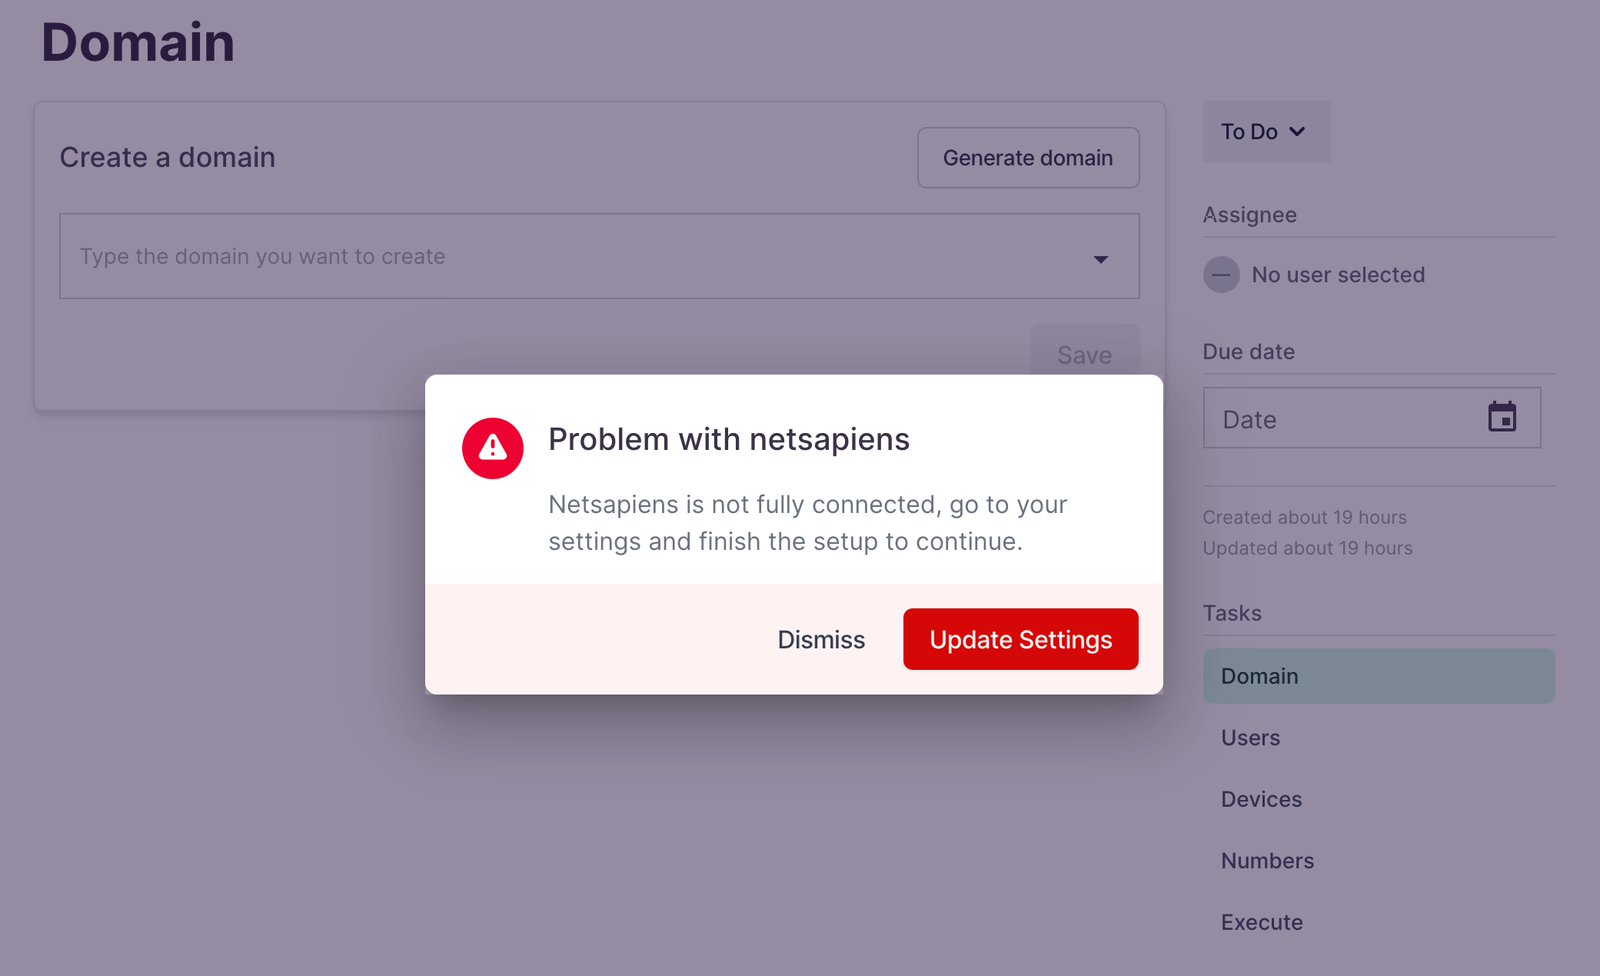 Domain
Create a domain
Generate domain
Type the domain you want to create
Save
To Do
Assignee
No user selected
Due date
Date
Created about 19 hours
Updated about 19 hours
Tasks
Domain
Users
Devices
Numbers
Execute
Problem with netsapiens
Netsapiens is not fully connected, go to your
settings and finish the setup to continue.
Dismiss
Update Settings